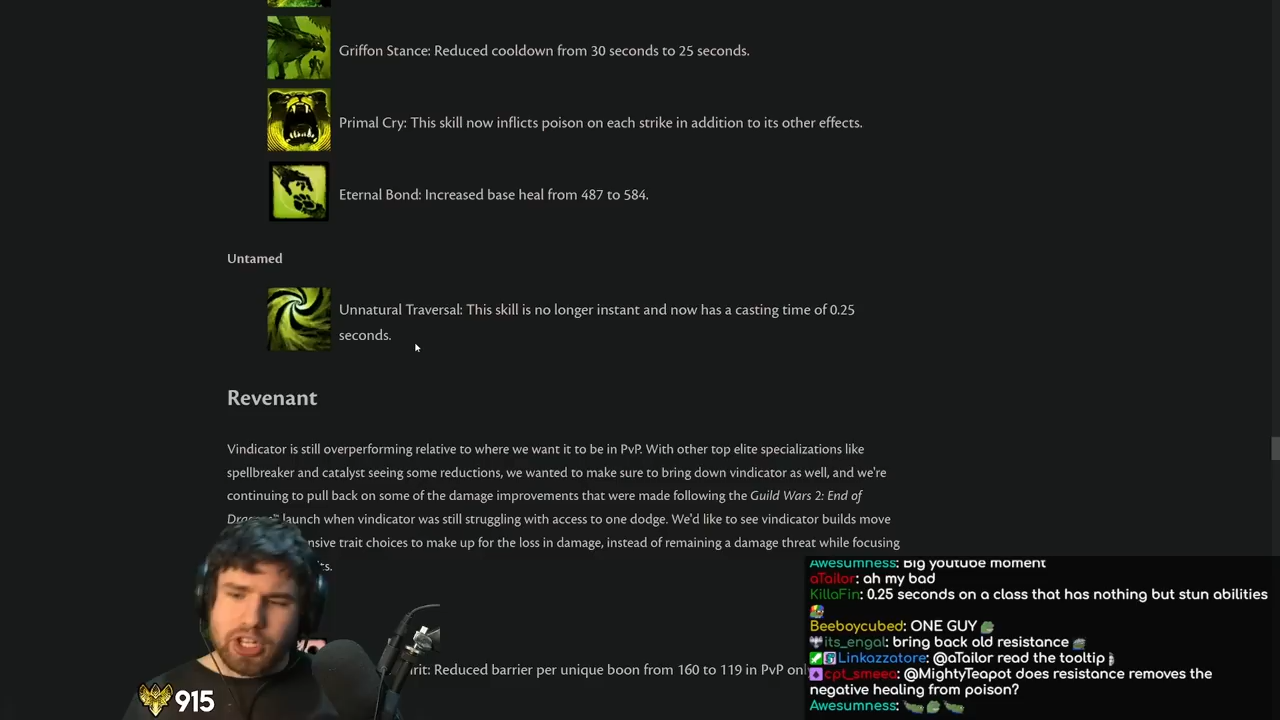 Griffon Stance: Reduced cooldown from 30 seconds to 25 seconds.
Primal Cry: This skill now inflicts poison on each strike in addition to its other effects.
Eternal Bond: Increased base heal from 487 to 584.
Untamed
Unnatural Traversal: This skill is no longer instant and now has a casting time of 0.25
seconds.
Revenant
Vindicator is still overperforming relative to where we want it to be in PvP. With other top elite specializations like
spellbreaker and catalyst seeing some reductions, we wanted to make sure to bring down vindicator as well, and we're
continuing to pull back on some of the damage improvements that were made following the Guild Wars 2: End of
launch when vindicator was still struggling with access to one dodge. We'd like to see vindicator builds move
trait choices to make up for the loss in damage, instead of remaining a damage threat while focusing
Reduced barrier per unique boon from 160 to 119 in PvP
Awesumness: Big youtube moment
aTailor: ah my bad
KillaFin: 0.25 seconds on a class that has nothing but stun abilities
Beeboycubed: ONE GUY
its_engal: bring back old resistance
Linkazzatore: @aTailor read the tooltip
cpt_smeea: @MightyTeapot does resistance removes the
negative healing from poison?
Awesumness:
915